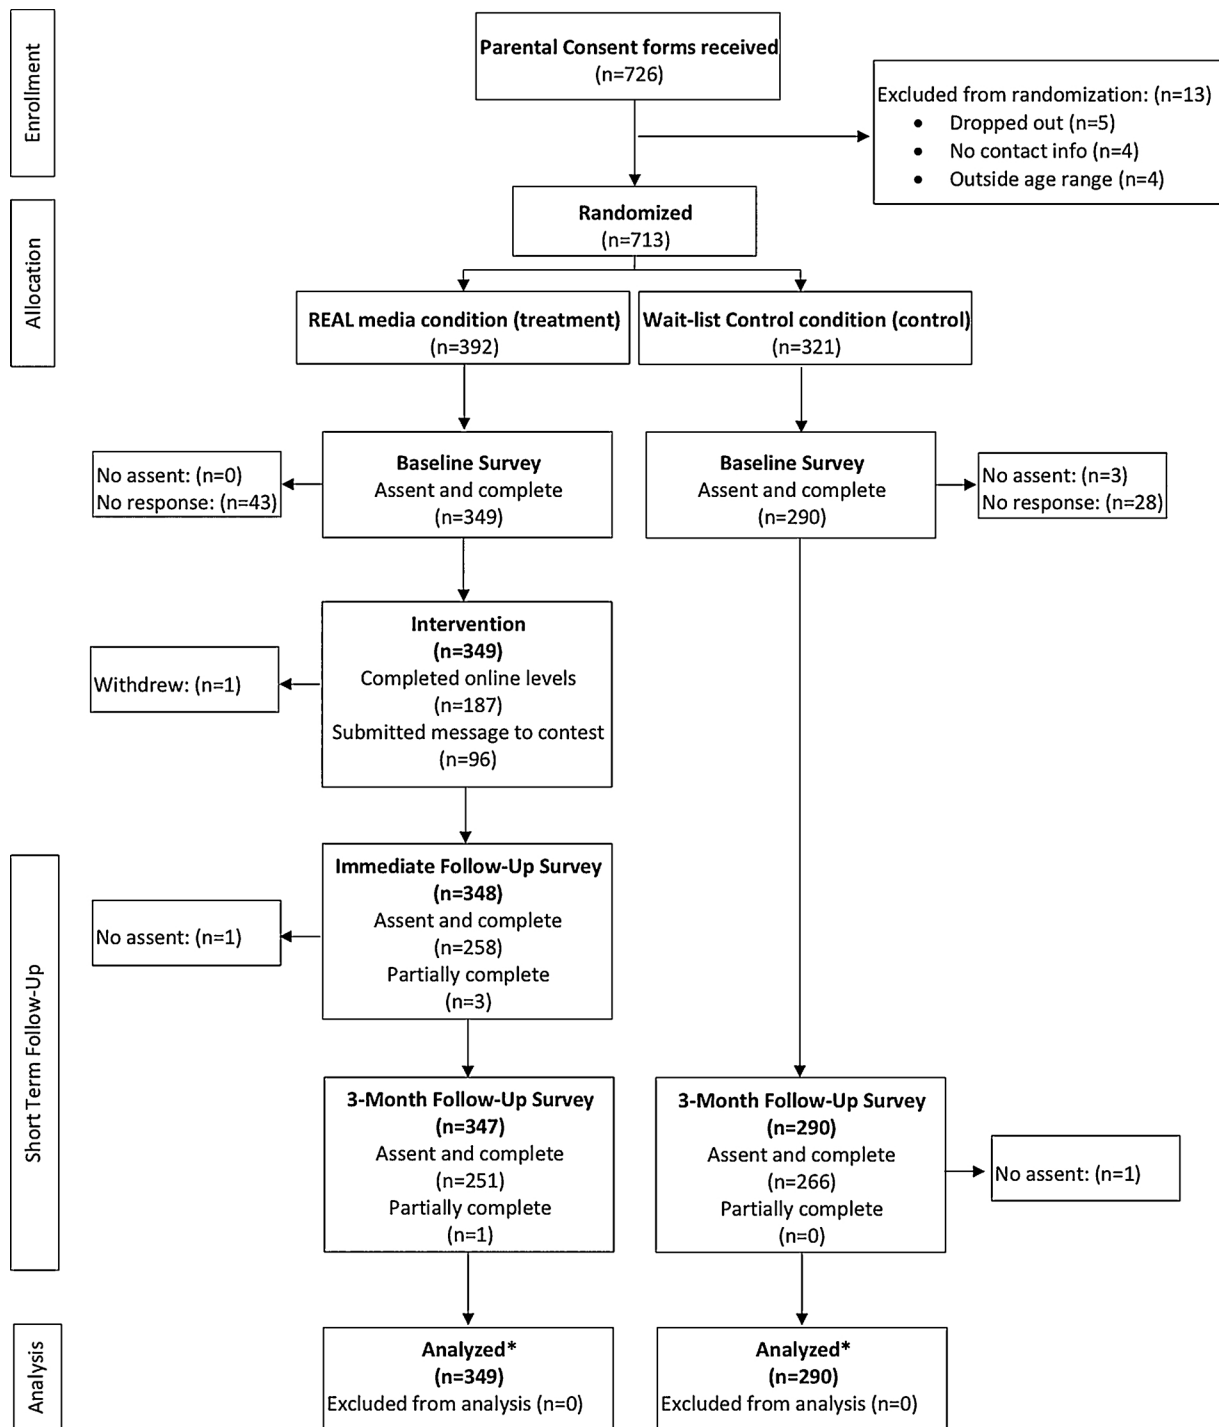 Enrollment
Parental Consent forms received
(n=726)
Excluded from randomization: (n=13)
• Dropped out (n=5)
• No contact info (n=4)
• Outside age range (n=4)
Allocation
Randomized
(n=713)
REAL media condition (treatment)
(n=392)
Wait-list Control condition (control)
(n=321)
No assent: (n=0)
No response: (n=43)
Baseline Survey
Assent and complete
(n=349)
Baseline Survey
Assent and complete
(n=290)
No assent: (n=3)
No response: (n=28)
Withdrew: (n=1)
Intervention
(n=349)
Completed online levels
(n=187)
Submitted message to contest
(n=96)
Short Term Follow-Up
No assent: (n=1)
Immediate Follow-Up Survey
(n=348)
Assent and complete
(n=258)
Partially complete
(n=3)
3-Month Follow-Up Survey
(n=347)
Assent and complete
(n=251)
Partially complete
(n=1)
3-Month Follow-Up Survey
(n=290)
Assent and complete
(n=266)
Partially complete
(n=0)
No assent: (n=1)
Analysis
Analyzed*
(n=349)
Excluded from analysis (n=0)
Analyzed*
(n=290)
Excluded from analysis (n=0)